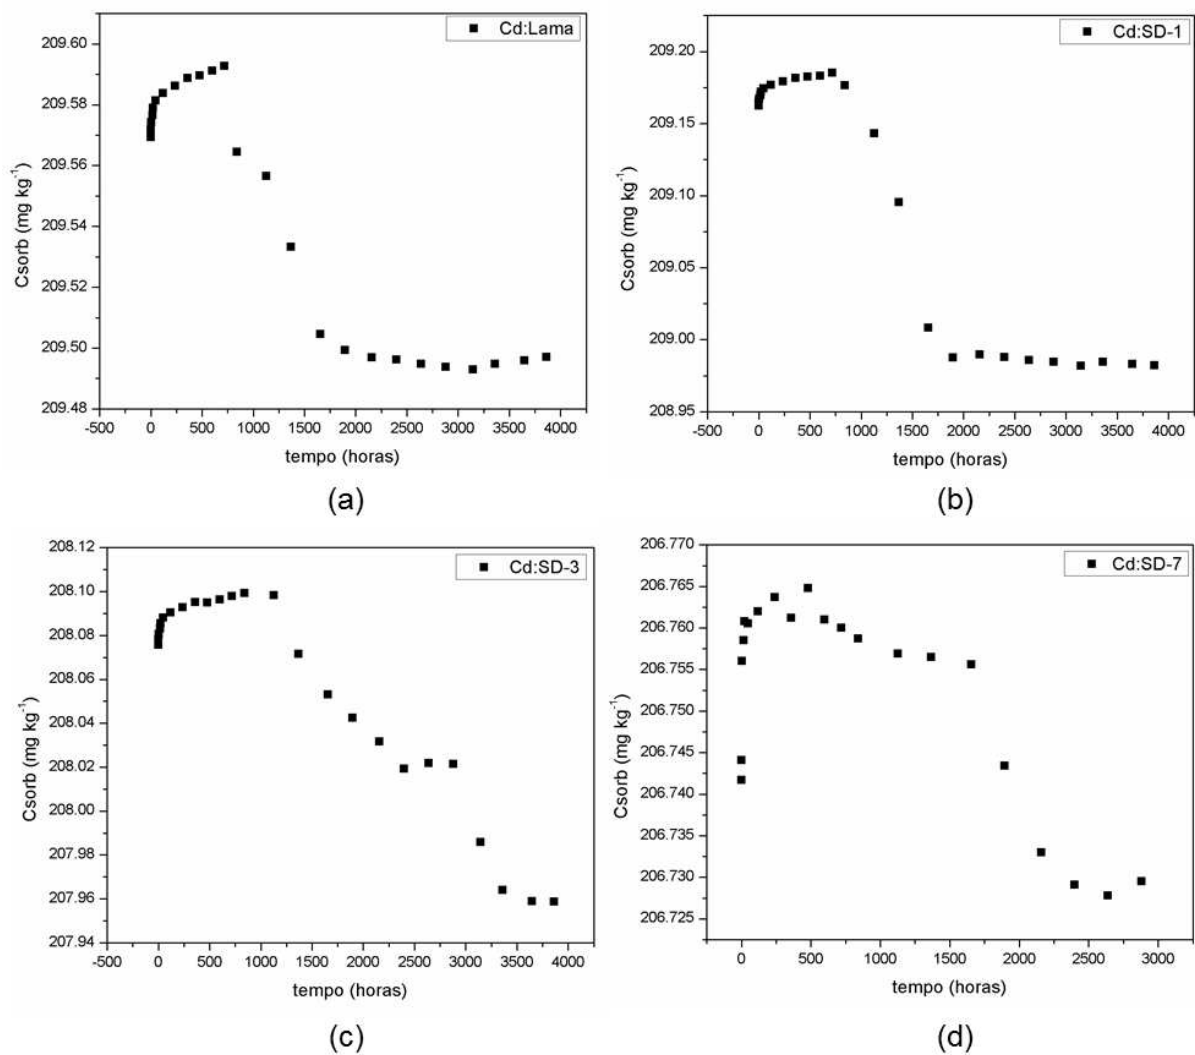 Cd:Lama
209.60
209.58
209.56
209.54
209.52
209.50
209.48
Csorb (mg kg⁻¹)
-500 0 500 1000 1500 2000 2500 3000 3500 4000
tempo (horas)
(a)
Cd:SD-1
209.20
209.15
209.10
209.05
209.00
208.95
Csorb (mg kg⁻¹)
-500 0 500 1000 1500 2000 2500 3000 3500 4000
tempo (horas)
(b)
Cd:SD-3
208.12
208.10
208.08
208.06
208.04
208.02
208.00
207.98
207.96
207.94
Csorb (mg kg⁻¹)
-500 0 500 1000 1500 2000 2500 3000 3500 4000
tempo (horas)
(c)
Cd:SD-7
206.770
206.765
206.760
206.755
206.750
206.745
206.740
206.735
206.730
206.725
Csorb (mg kg⁻¹)
0 500 1000 1500 2000 2500 3000
tempo (horas)
(d)